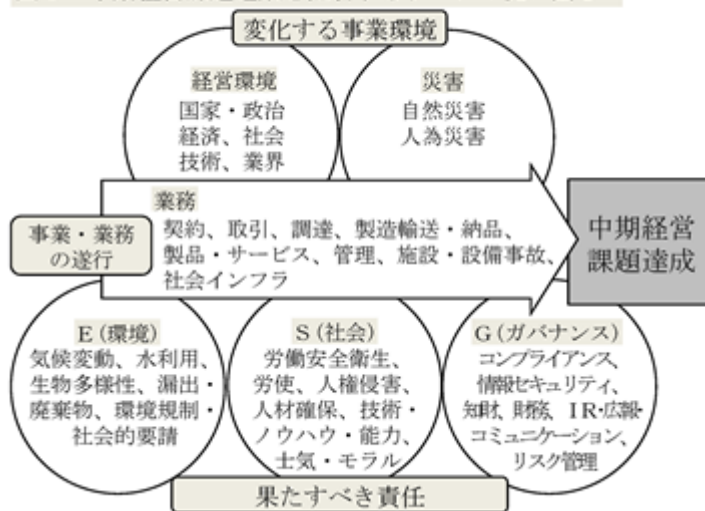 変化する事業環境
経営環境
国家・政治
経済、社会
技術、業界
災害
自然災害
人為災害
事業・業務
の遂行
業務
契約、取引、調達、製造輸送・納品、
製品・サービス、管理、施設・設備事故、
社会インフラ
中期経営
課題達成
E(環境)
気候変動、水利用、
生物多様性、漏出・
廃棄物、環境規制・
社会的要請
S(社会)
労働安全衛生、
労使、人権侵害、
人材確保、技術・
ノウハウ・能力、
士気・モラル
G(ガバナンス)
コンプライアンス、
情報セキュリティ、
知財、財務、IR・広報・
コミュニケーション、
リスク管理
果たすべき責任